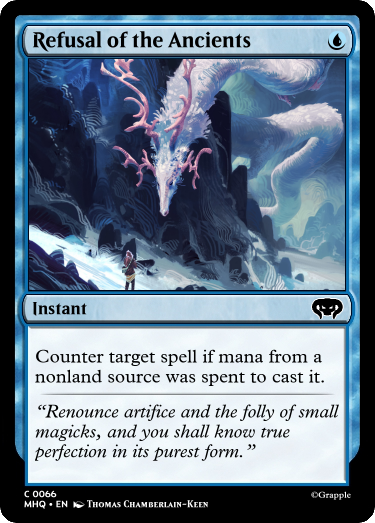 Refusal of the Ancients
Instant
Counter target spell if mana from a
nonland source was spent to cast it.
“Renounce artifice and the folly of small
magicks, and you shall know true
perfection in its purest form.”
C 0066
MHQ • EN Thomas Chamberlain-Keen
©Grapple